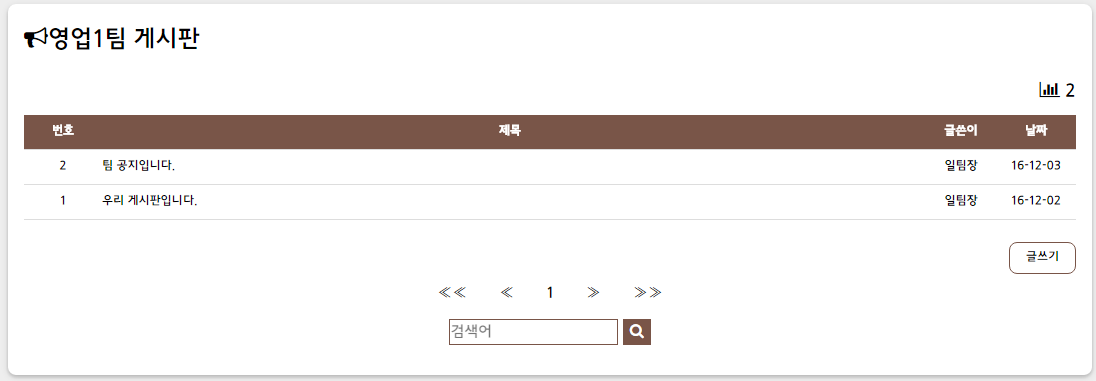 영업1팀 게시판
2
번호 제목 글쓴이 날짜
2 팀 공지입니다. 일팀장 16-12-03
1 우리 게시판입니다. 일팀장 16-12-02
글쓰기
≪≪ ≪ 1 ≫ ≫≫
검색어